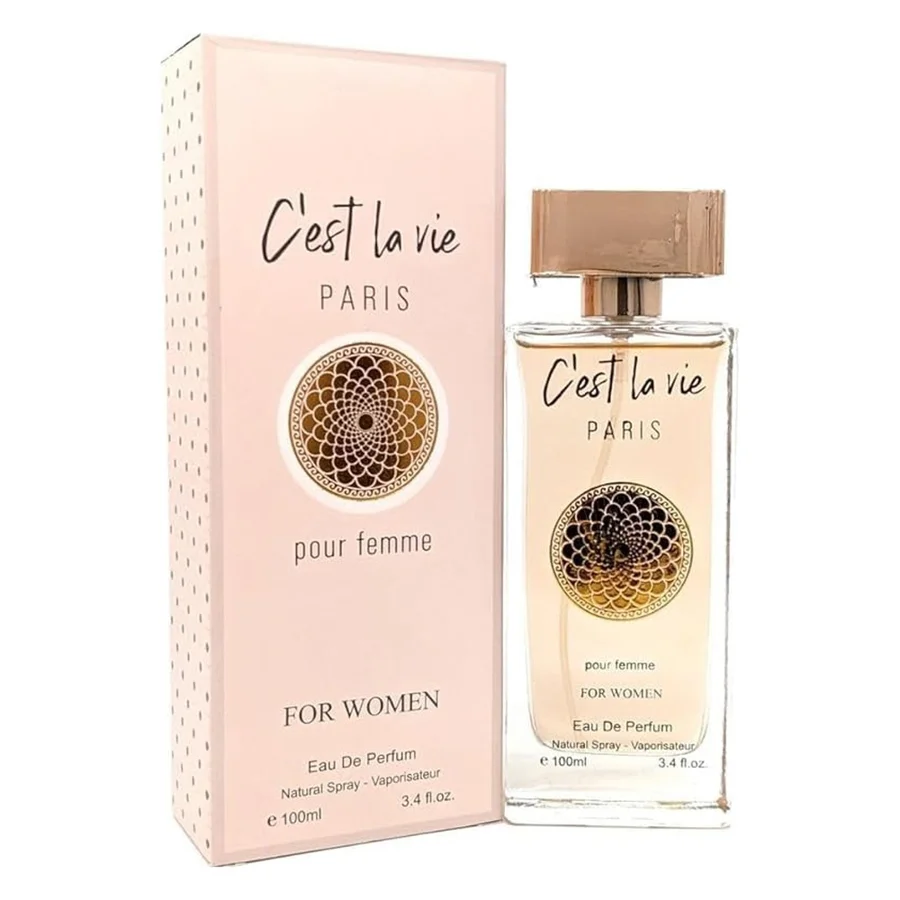 C'est la vie
PARIS
pour femme
FOR WOMEN
Eau De Perfum
Natural Spray - Vaporisateur
e 100ml 3.4 fl.oz.
C'est la vie
PARIS
pour femme
FOR WOMEN
Eau De Perfum
Natural Spray - Vaporisateur
e 100ml 3.4 fl.oz.